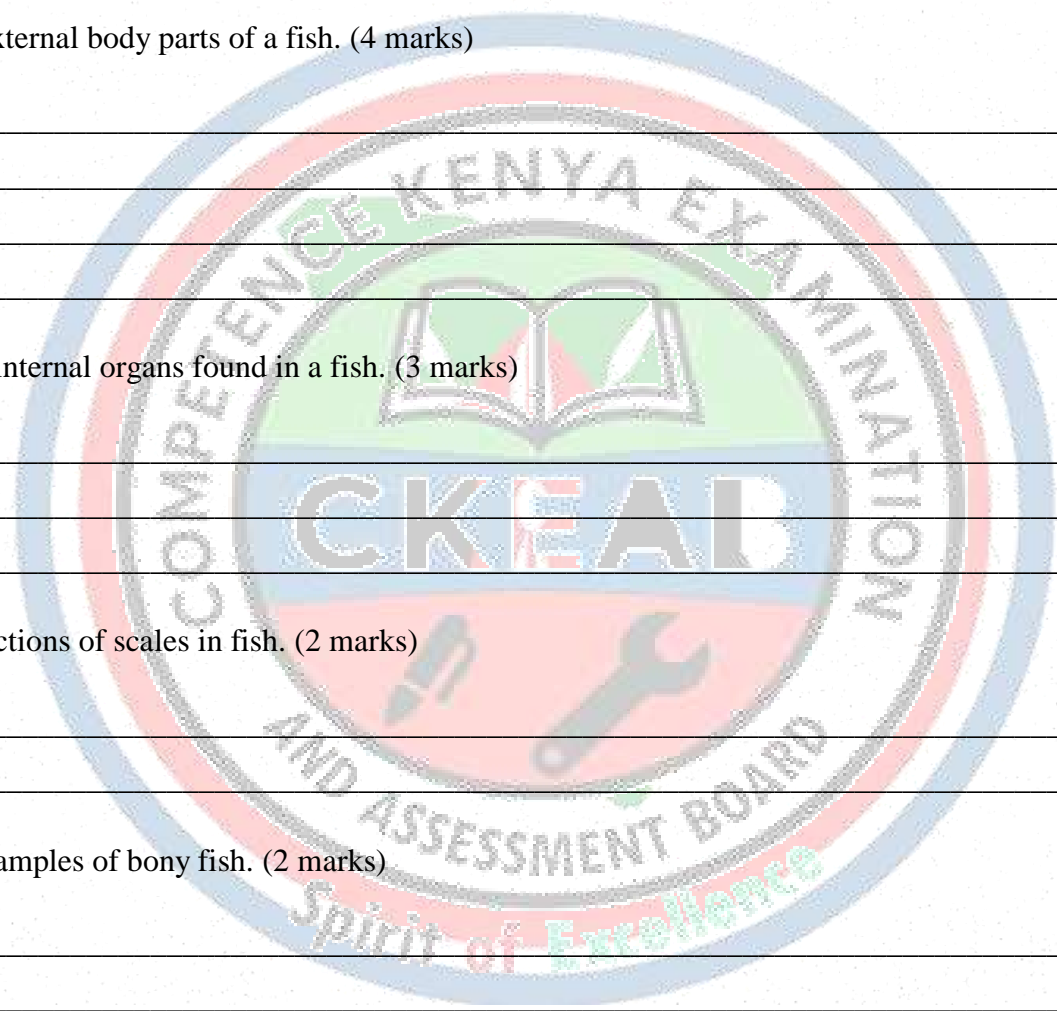 xternal body parts of a fish. (4 marks)
COMPETENCE KENYA EXAMINATION
internal organs found in a fish. (3 marks)
CKEAB
ctions of scales in fish. (2 marks)
AND ASSESSMENT BOARD
amples of bony fish. (2 marks)
Spirit of Excellence